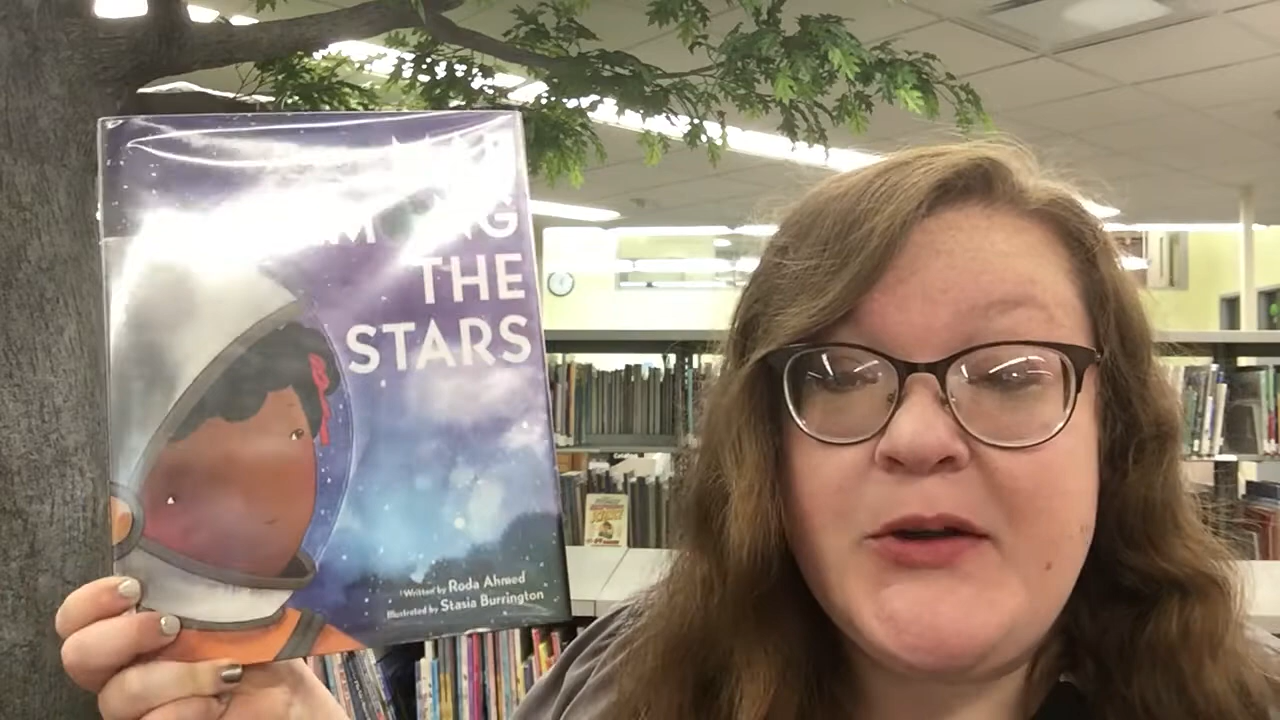 THE
STARS
Written by Roda Ahmed
Illustrated by Stasia Burrington